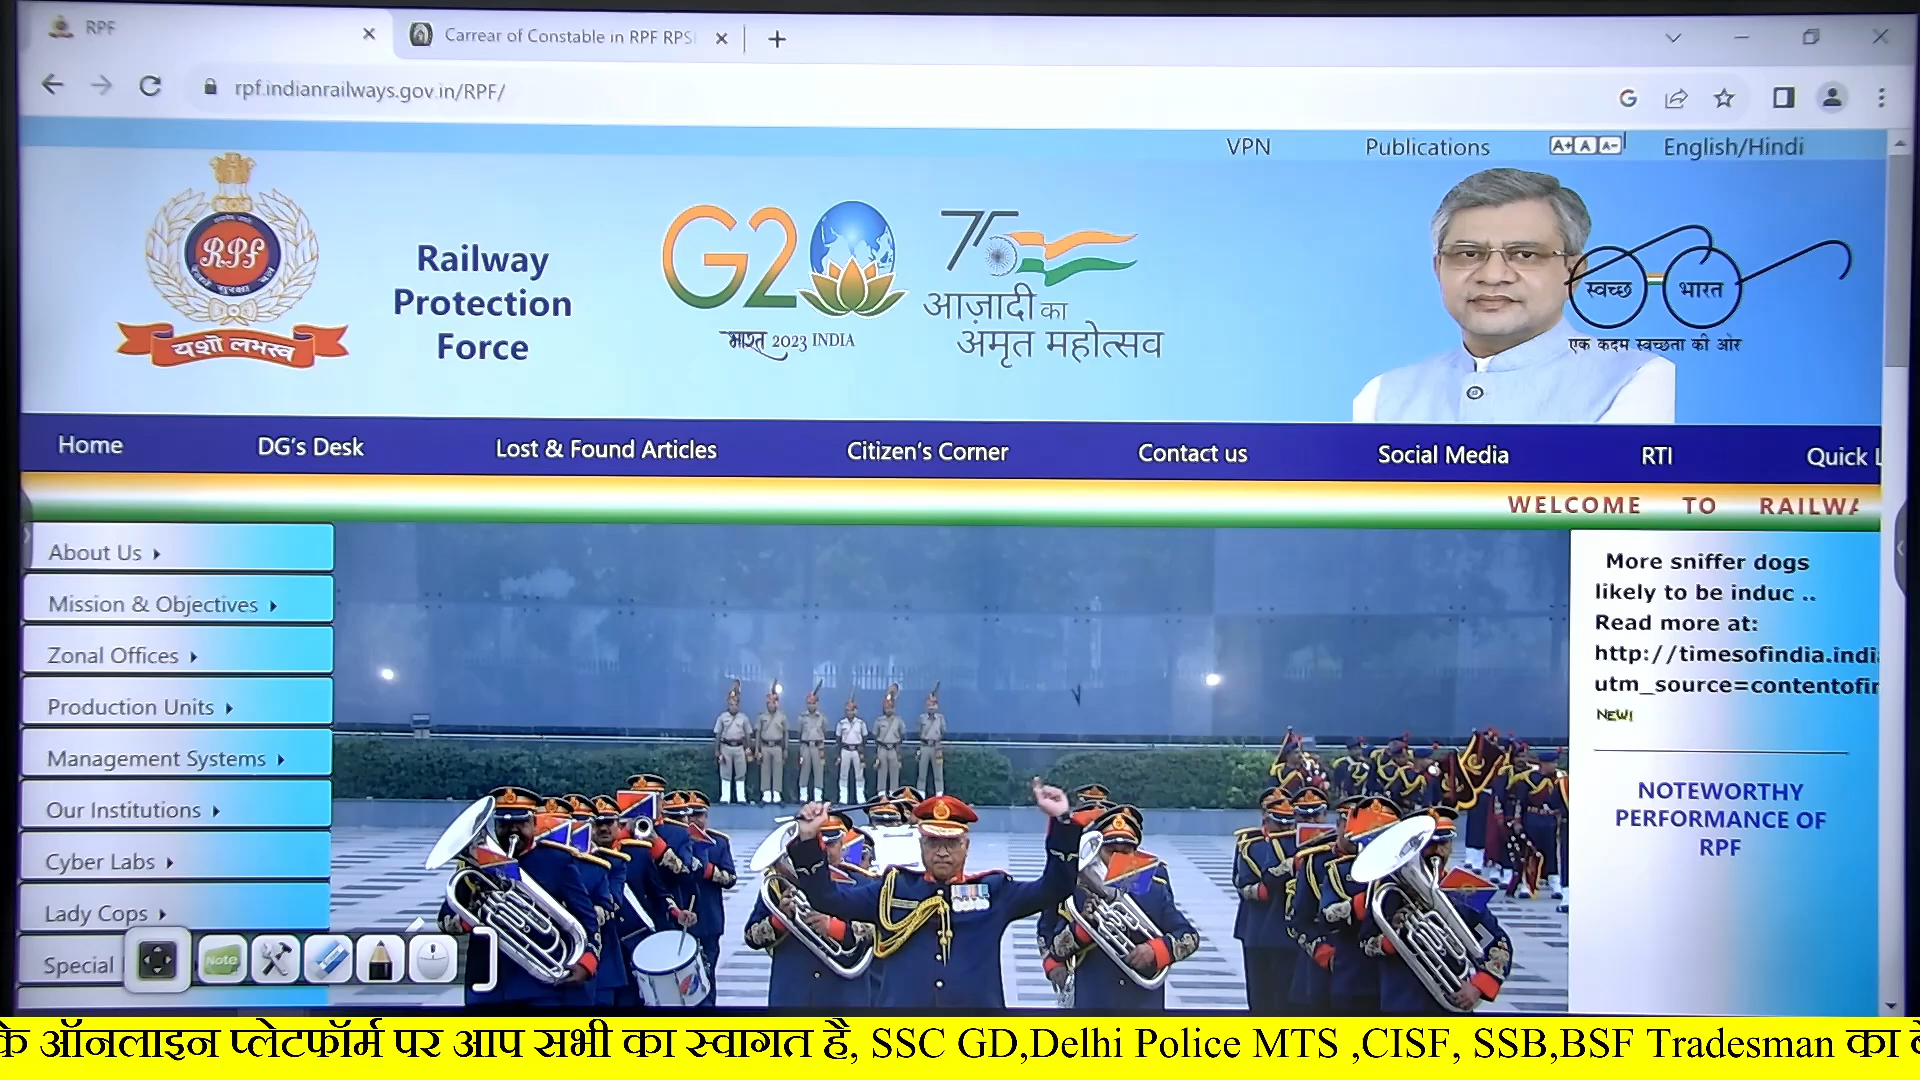 RPF
Carrear of Constable in RPF RPS
rpf.indianrailways.gov.in/RPF/
VPN
Publications
A+ A A-
English/Hindi
RPF
यशो लभस्व
Railway
Protection
Force
G20
भारत 2023 INDIA
75
आज़ादी का
अमृत महोत्सव
स्वच्छ भारत
एक कदम स्वच्छता की ओर
Home
DG's Desk
Lost & Found Articles
Citizen's Corner
Contact us
Social Media
RTI
Quick L
WELCOME TO RAILWA
About Us
Mission & Objectives
Zonal Offices
Production Units
Management Systems
Our Institutions
Cyber Labs
Lady Cops
Special
More sniffer dogs
likely to be induc ..
Read more at:
http://timesofindia.indi
utm_source=contentofin
NEW!
NOTEWORTHY
PERFORMANCE OF
RPF
Note
के ऑनलाइन प्लेटफॉर्म पर आप सभी का स्वागत है, SSC GD,Delhi Police MTS ,CISF, SSB,BSF Tradesman का